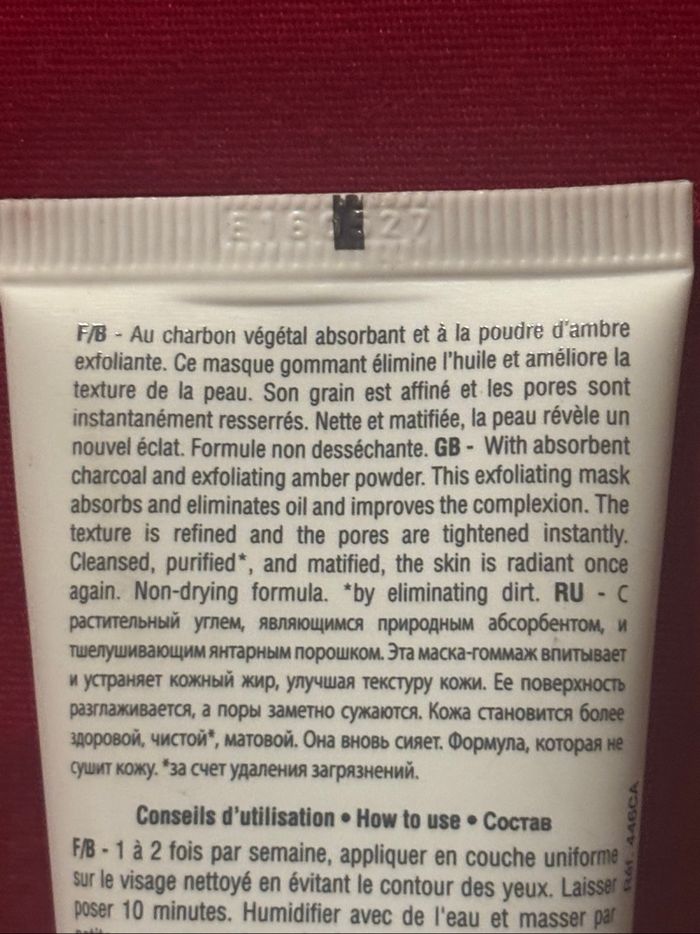 F/B - Au charbon végétal absorbant et à la poudre d'ambre
exfoliante. Ce masque gommant élimine l'huile et améliore la
texture de la peau. Son grain est affiné et les pores sont
instantanément resserrés. Nette et matifiée, la peau révèle un
nouvel éclat. Formule non desséchante. GB - With absorbent
charcoal and exfoliating amber powder. This exfoliating mask
absorbs and eliminates oil and improves the complexion. The
texture is refined and the pores are tightened instantly.
Cleansed, purified*, and matified, the skin is radiant once
again. Non-drying formula. *by eliminating dirt. RU - С
растительный углем, являющимся природным абсорбентом, и
тшелушивающим янтарным порошком. Эта маска-гоммаж впитывает
и устраняет кожный жир, улучшая текстуру кожи. Ее поверхность
разглаживается, а поры заметно сужаются. Кожа становится более
здоровой, чистой*, матовой. Она вновь сияет. Формула, которая не
сушит кожу. *за счет удаления загрязнений.
Conseils d'utilisation • How to use • Состав
F/B - 1 à 2 fois par semaine, appliquer en couche uniforme
sur le visage nettoyé en évitant le contour des yeux. Laisser
poser 10 minutes. Humidifier avec de l'eau et masser par
Réf. 446CA